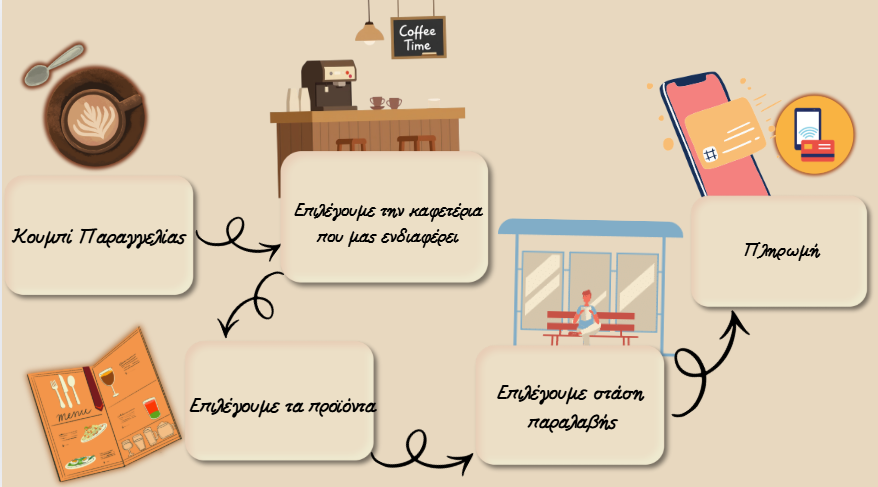 Coffee
Time
Κουμπί Παραγγελίας
Επιλέγουμε την καφετέρια
που μας ενδιαφέρει
menu
Επιλέγουμε τα προϊόντα
Επιλέγουμε στάση
παραλαβής
Πληρωμή